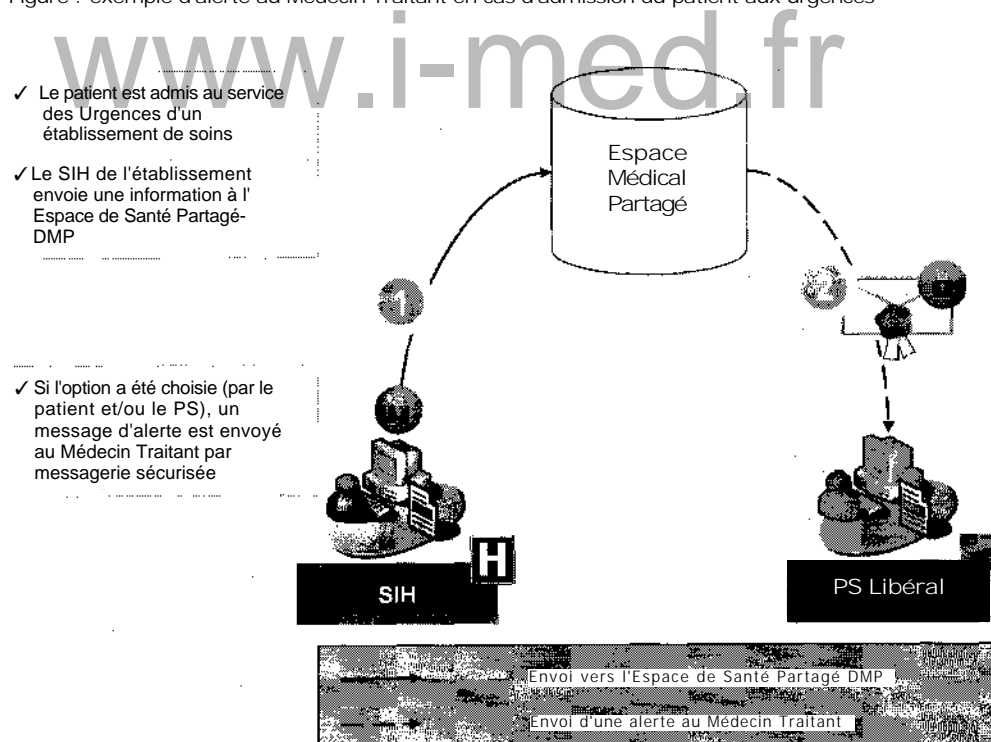 Figure : exemple d'alerte au Médecin Traitant en cas d'admission du patient aux urgences
www.i-med.fr
✓ Le patient est admis au service
des Urgences d'un
établissement de soins
✓ Le SIH de l'établissement
envoie une information à l'
Espace de Santé Partagé-
DMP
Espace
Médical
Partagé
1
2
✓ Si l'option a été choisie (par le
patient et/ou le PS), un
message d'alerte est envoyé
au Médecin Traitant par
messagerie sécurisée
H
SIH
PS Libéral
Envoi vers l'Espace de Santé Partagé DMP
Envoi d'une alerte au Médecin Traitant